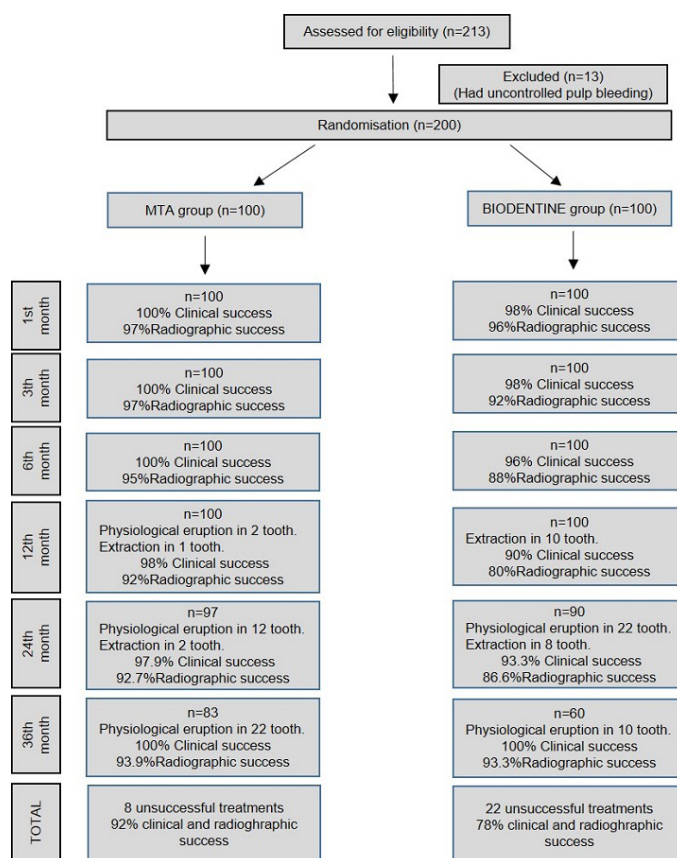 Assessed for eligibility (n=213)
Excluded (n=13)
(Had uncontrolled pulp bleeding)
Randomisation (n=200)
MTA group (n=100)
BIODENTINE group (n=100)
1st
month
n=100
100% Clinical success
97%Radiographic success
n=100
98% Clinical success
96%Radiographic success
3th
month
n=100
100% Clinical success
97%Radiographic success
n=100
98% Clinical success
92%Radiographic success
6th
month
n=100
100% Clinical success
95%Radiographic success
n=100
96% Clinical success
88%Radiographic success
12th
month
n=100
Physiological eruption in 2 tooth.
Extraction in 1 tooth.
98% Clinical success
92%Radiographic success
n=100
Extraction in 10 tooth.
90% Clinical success
80%Radiographic success
24th
month
n=97
Physiological eruption in 12 tooth.
Extraction in 2 tooth.
97.9% Clinical success
92.7%Radiographic success
n=90
Physiological eruption in 22 tooth.
Extraction in 8 tooth.
93.3% Clinical success
86.6%Radiographic success
36th
month
n=83
Physiological eruption in 22 tooth.
100% Clinical success
93.9%Radiographic success
n=60
Physiological eruption in 10 tooth.
100% Clinical success
93.3%Radiographic success
TOTAL
8 unsuccessful treatments
92% clinical and radioghraphic
success
22 unsuccessful treatments
78% clinical and radioghraphic
success